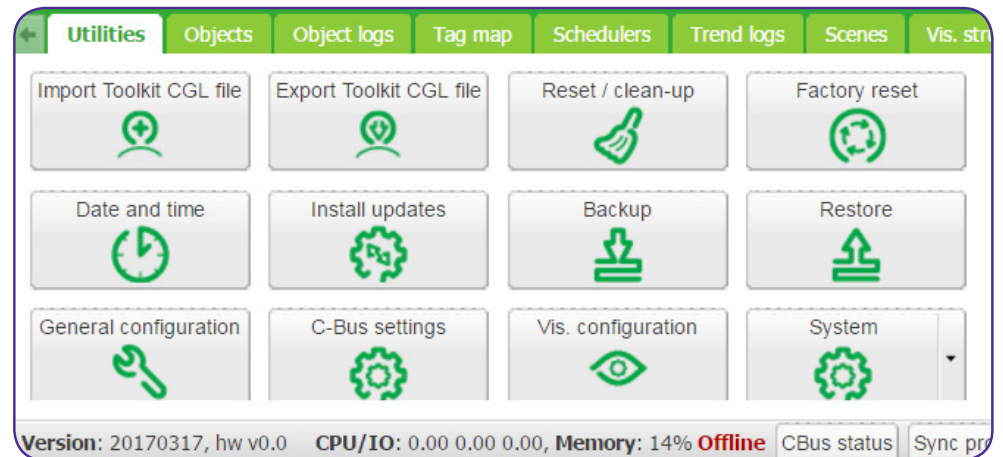 Utilities Objects Object logs Tag map Schedulers Trend logs Scenes Vis.
Import Toolkit CGL file Export Toolkit CGL file Reset / clean-up Factory reset
Date and time Install updates Backup Restore
General configuration C-Bus settings Vis. configuration System
Version: 20170317, hw v0.0 CPU/IO: 0.00 0.00 0.00, Memory: 14% Offline CBus status Sync